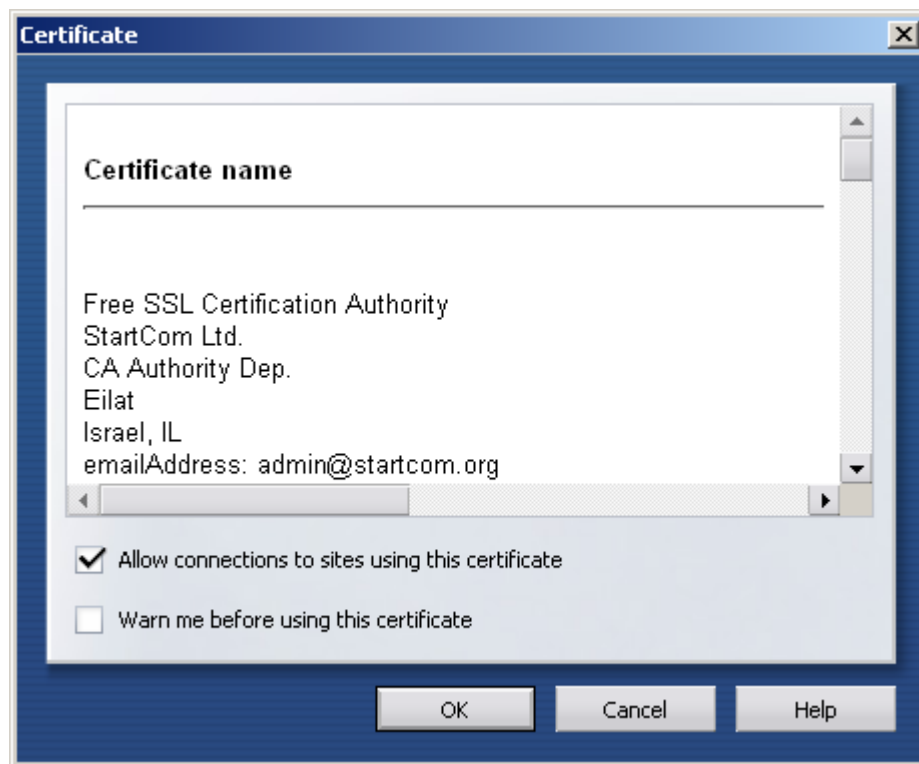 Certificate
Certificate name
Free SSL Certification Authority
StartCom Ltd.
CA Authority Dep.
Eilat
Israel, IL
emailAddress: admin@startcom.org
Allow connections to sites using this certificate
Warn me before using this certificate
OK Cancel Help